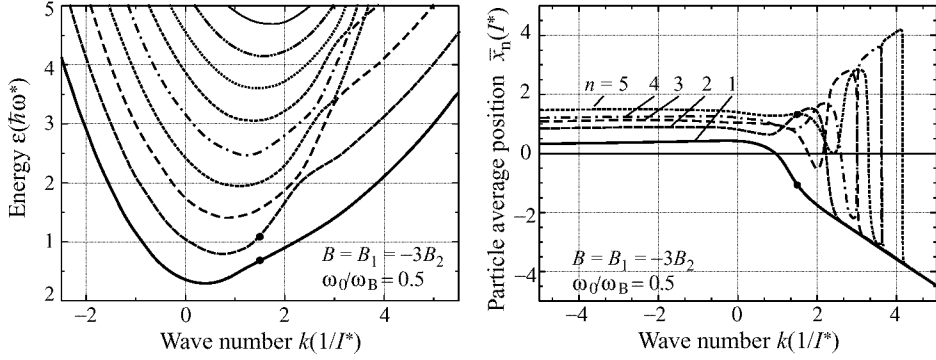 5
4
3
2
1
2
Energy ε(ħω*)
−2
0
2
4
Wave number k(1/I*)
B = B₁ = −3B₂
ω₀/ω_B = 0.5
4
2
0
−2
−4
Particle average position x̄ₙ(I*)
n = 5
4
3
2
1
B = B₁ = −3B₂
ω₀/ω_B = 0.5
−4
−2
0
2
4
Wave number k(1/I*)